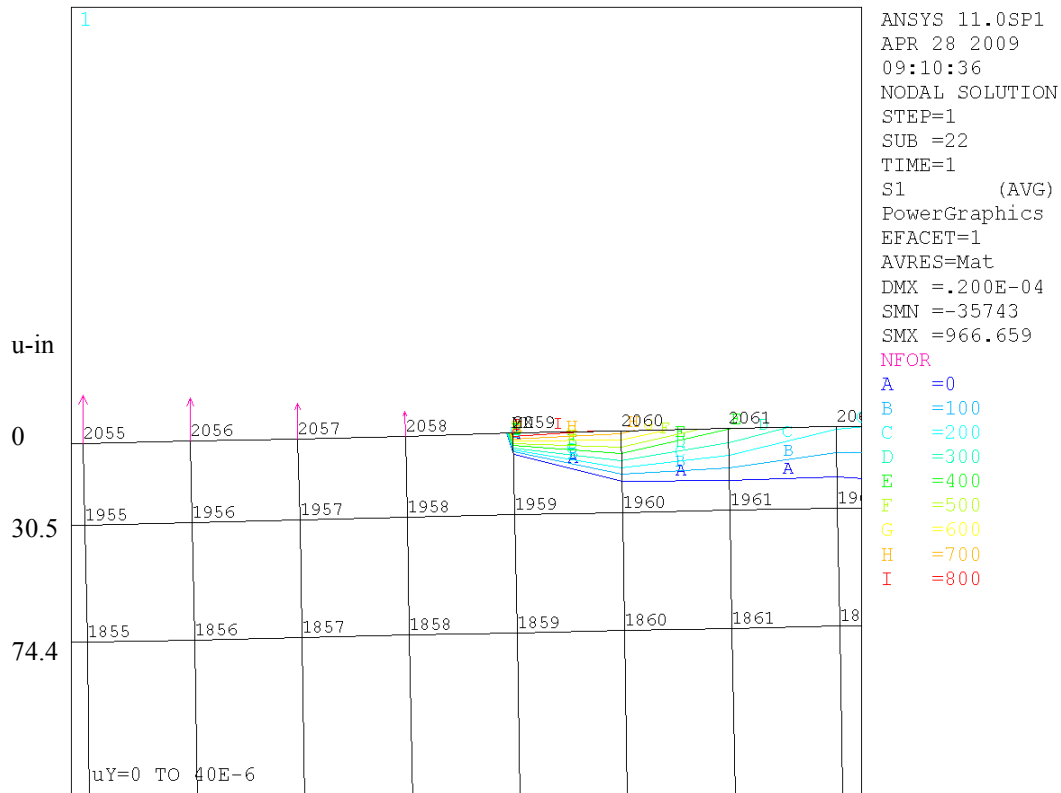 1
ANSYS 11.0SP1
APR 28 2009
09:10:36
NODAL SOLUTION
STEP=1
SUB =22
TIME=1
S1 (AVG)
PowerGraphics
EFACET=1
AVRES=Mat
DMX =.200E-04
SMN =-35743
SMX =966.659
NFOR
A =0
B =100
C =200
D =300
E =400
F =500
G =600
H =700
I =800
u-in
0
30.5
74.4
2055 2056 2057 2058 2059 2060 2061
I H F E D C B B A A A
1955 1956 1957 1958 1959 1960 1961
1855 1856 1857 1858 1859 1860 1861
uY=0 TO 40E-6